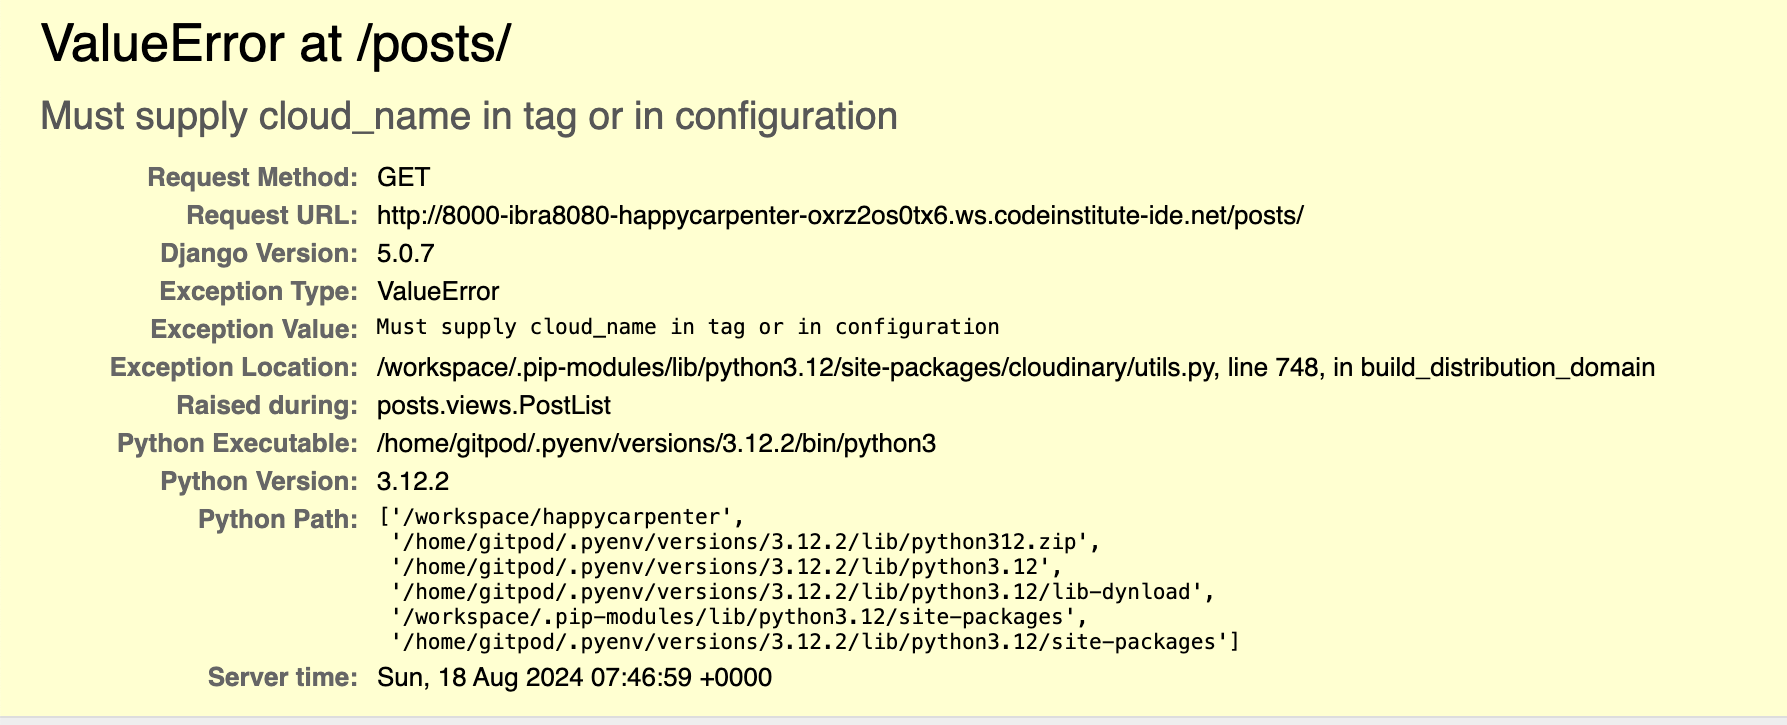 ValueError at /posts/
Must supply cloud_name in tag or in configuration
Request Method: GET
Request URL: http://8000-ibra8080-happycarpenter-oxrz2os0tx6.ws.codeinstitute-ide.net/posts/
Django Version: 5.0.7
Exception Type: ValueError
Exception Value: Must supply cloud_name in tag or in configuration
Exception Location: /workspace/.pip-modules/lib/python3.12/site-packages/cloudinary/utils.py, line 748, in build_distribution_domain
Raised during: posts.views.PostList
Python Executable: /home/gitpod/.pyenv/versions/3.12.2/bin/python3
Python Version: 3.12.2
Python Path: ['/workspace/happycarpenter',
'/home/gitpod/.pyenv/versions/3.12.2/lib/python312.zip',
'/home/gitpod/.pyenv/versions/3.12.2/lib/python3.12',
'/home/gitpod/.pyenv/versions/3.12.2/lib/python3.12/lib-dynload',
'/workspace/.pip-modules/lib/python3.12/site-packages',
'/home/gitpod/.pyenv/versions/3.12.2/lib/python3.12/site-packages']
Server time: Sun, 18 Aug 2024 07:46:59 +0000